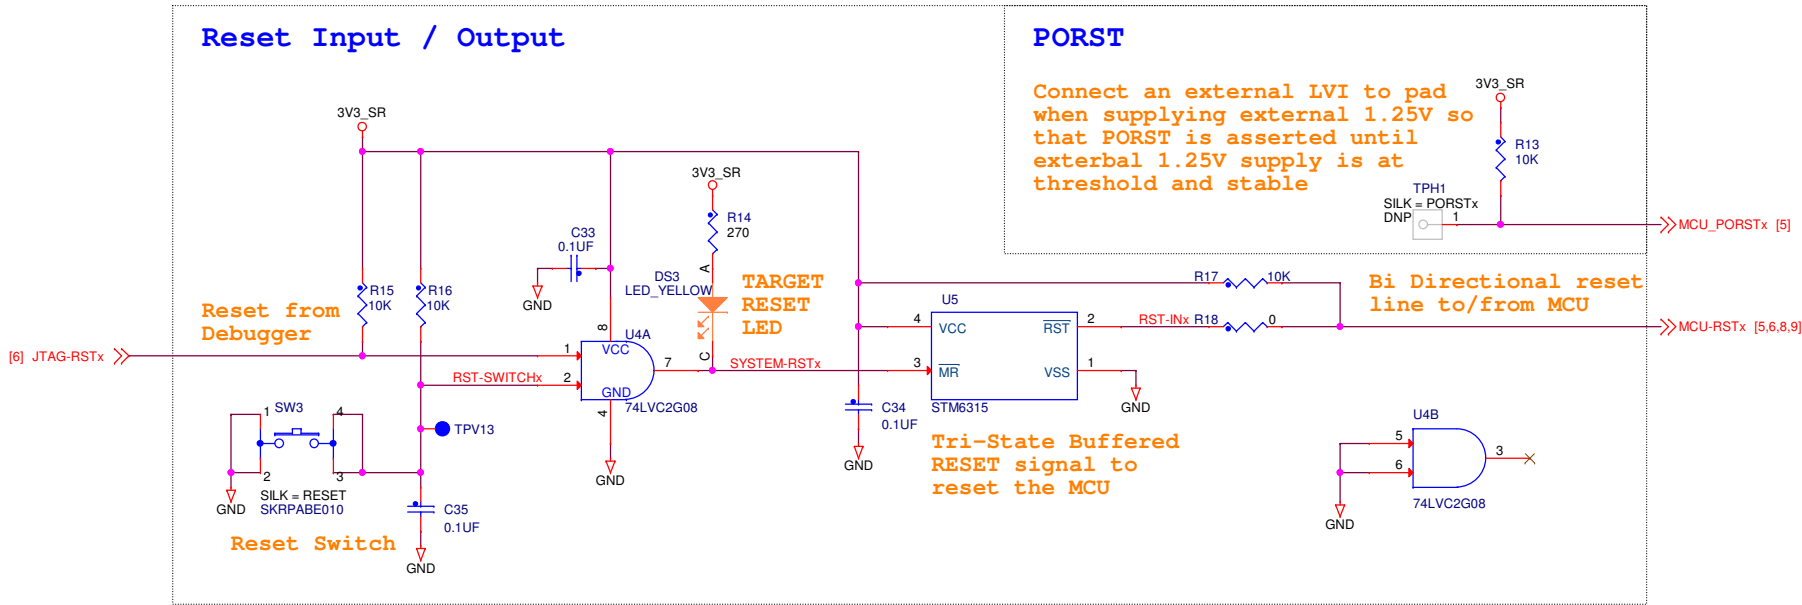 Reset Input / Output
PORST
Connect an external LVI to pad
when supplying external 1.25V so
that PORST is asserted until
exterbal 1.25V supply is at
threshold and stable
3V3_SR
R13
10K
TPH1
SILK = PORSTx
DNP
1
MCU_PORSTx [5]
3V3_SR
3V3_SR
R14
270
C33
0.1UF
GND
A
DS3
LED_YELLOW
C
TARGET
RESET
LED
R15
10K
R16
10K
Reset from
Debugger
[6] JTAG-RSTx
RST-SWITCHx
1
2
8
VCC
U4A
GND
4
7
74LVC2G08
GND
SYSTEM-RSTx
R17
10K
Bi Directional reset
line to/from MCU
U5
4
VCC
RST
2
3
MR
VSS
1
STM6315
GND
RST-INx
R18
0
MCU-RSTx [5,6,8,9]
C34
0.1UF
GND
Tri-State Buffered
RESET signal to
reset the MCU
SW3
1
4
2
3
TPV13
GND
SILK = RESET
SKRPABE010
C35
0.1UF
GND
Reset Switch
U4B
5
6
3
74LVC2G08
GND